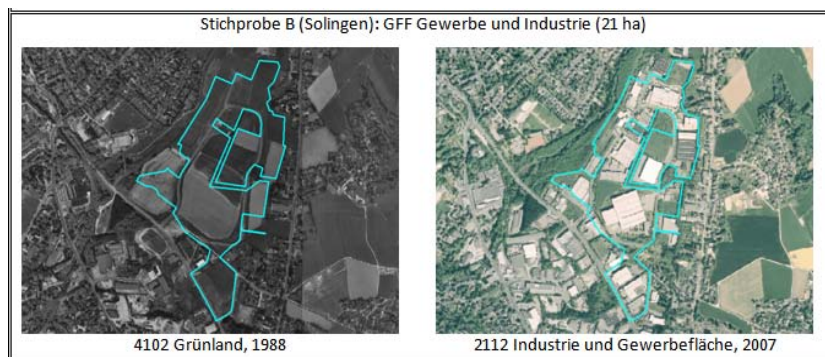 Stichprobe B (Solingen): GFF Gewerbe und Industrie (21 ha)
4102 Grünland, 1988
2112 Industrie und Gewerbefläche, 2007